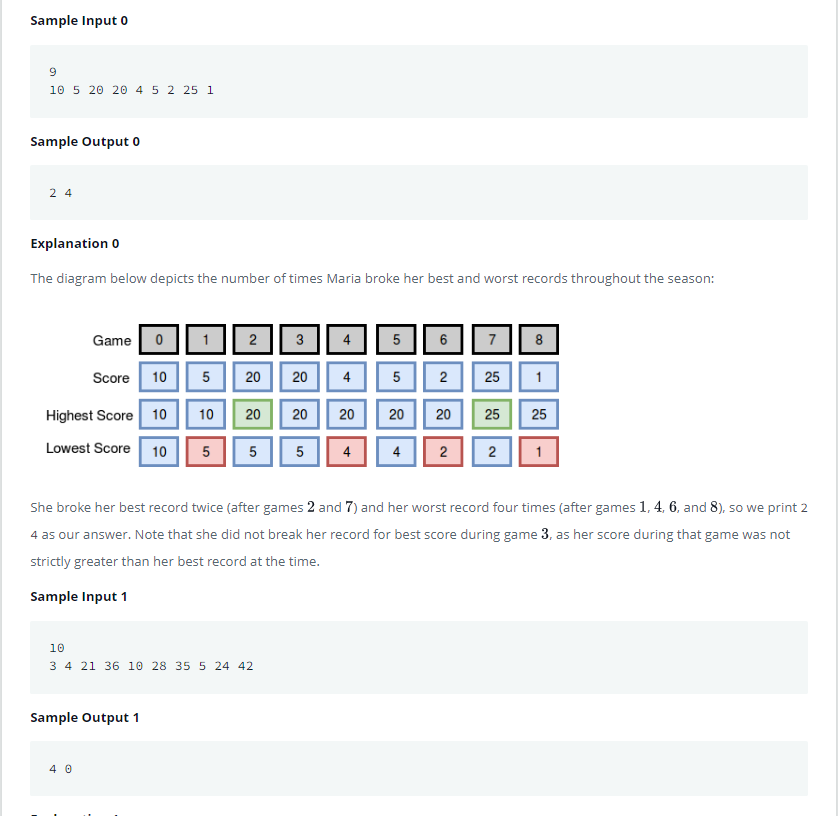 Sample Input 0
9
10 5 20 20 4 5 2 25 1
Sample Output 0
2 4
Explanation 0
The diagram below depicts the number of times Maria broke her best and worst records throughout the season:
Game 0 1 2 3 4 5 6 7 8
Score 10 5 20 20 4 5 2 25 1
Highest Score 10 10 20 20 20 20 20 25 25
Lowest Score 10 5 5 5 4 4 2 2 1
She broke her best record twice (after games 2 and 7) and her worst record four times (after games 1, 4, 6, and 8), so we print 2
4 as our answer. Note that she did not break her record for best score during game 3, as her score during that game was not
strictly greater than her best record at the time.
Sample Input 1
10
3 4 21 36 10 28 35 5 24 42
Sample Output 1
4 0